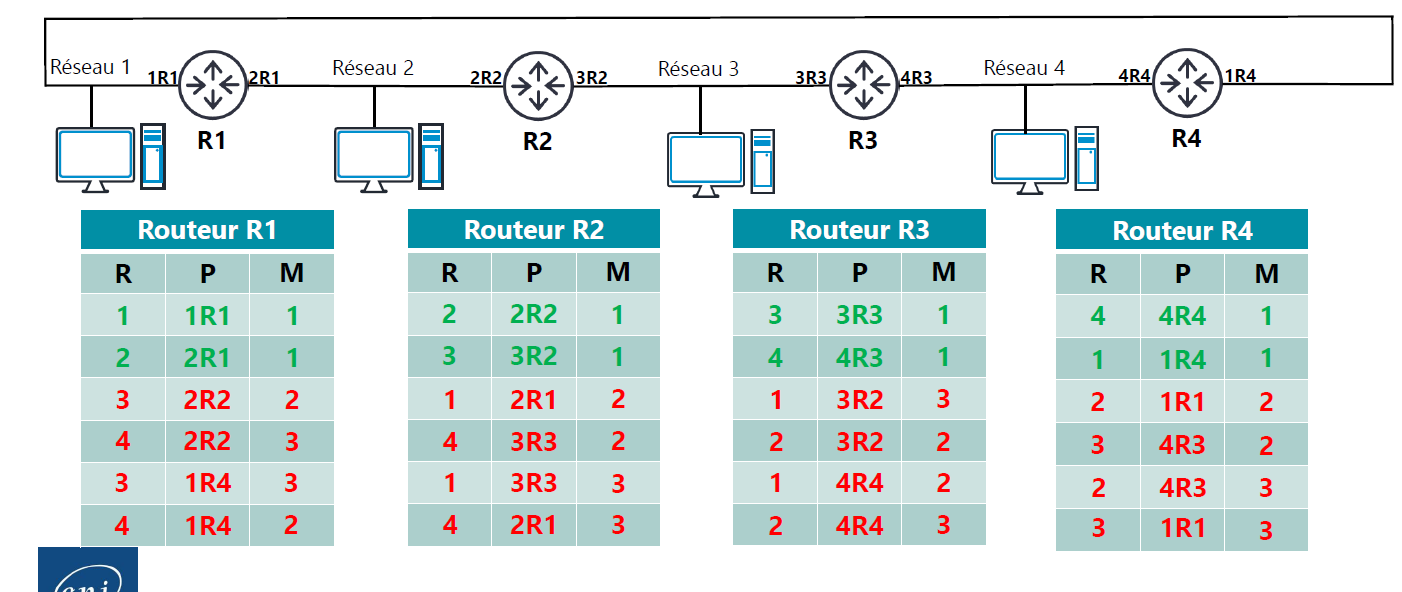 Réseau 1 1R1 2R1 Réseau 2 2R2 3R2 Réseau 3 3R3 4R3 Réseau 4 4R4 1R4
R1 R2 R3 R4
Routeur R1
R P M
1 1R1 1
2 2R1 1
3 2R2 2
4 2R2 3
3 1R4 3
4 1R4 2
Routeur R2
R P M
2 2R2 1
3 3R2 1
1 2R1 2
4 3R3 2
1 3R3 3
4 2R1 3
Routeur R3
R P M
3 3R3 1
4 4R3 1
1 3R2 3
2 3R2 2
1 4R4 2
2 4R4 3
Routeur R4
R P M
4 4R4 1
1 1R4 1
2 1R1 2
3 4R3 2
2 4R3 3
3 1R1 3
eni